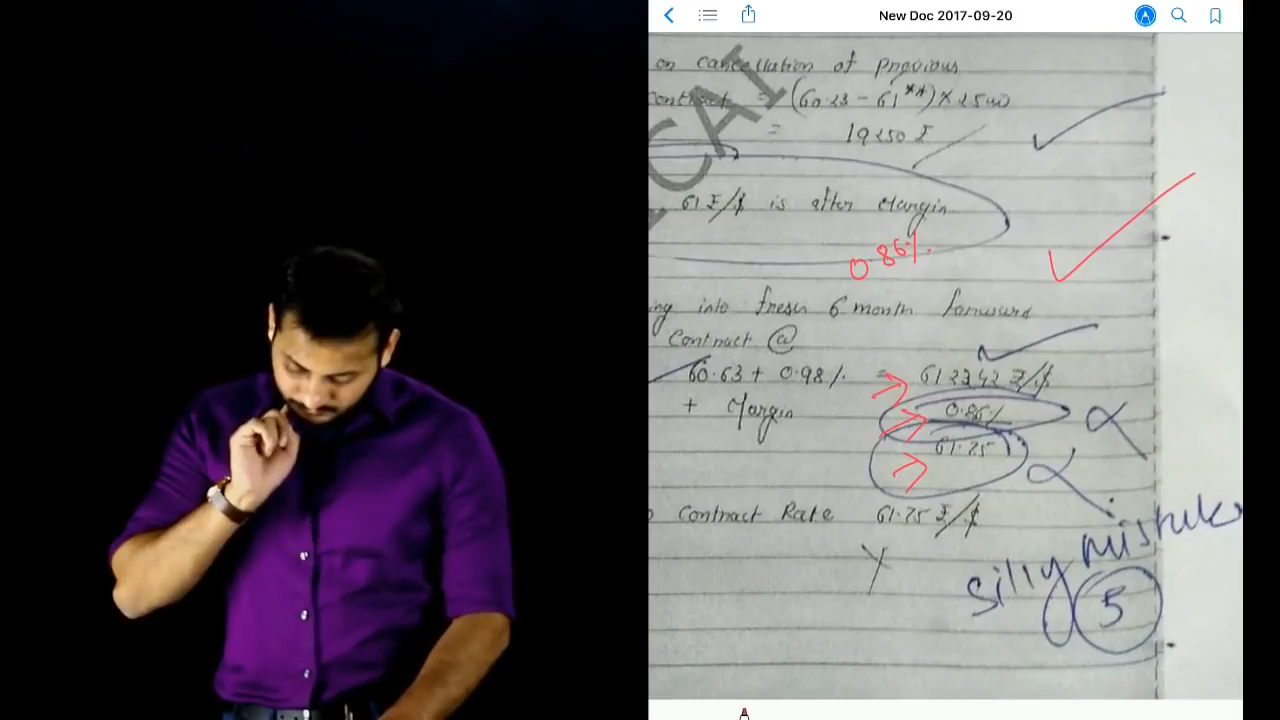 New Doc 2017-09-20
on cancellation of previous
contract = (60.23 - 61**) × 2500
= 19250 ₹
CAI
61 ₹/$ is after Margin
0.86%
ing into fresh 6 month forward
Contract @
60.63 + 0.98% = 61.2242 ₹/$
+ Margin 0.86%
61.75
Contract Rate 61.75 ₹/$
silly mistake
5